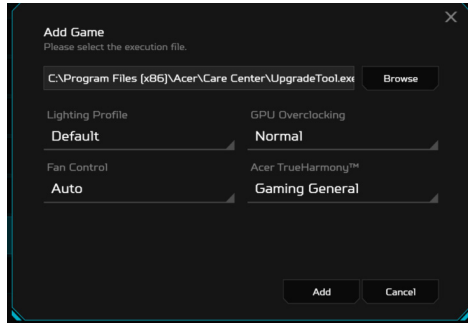 Add Game
Please select the execution file.
C:\Program Files (x86)\Acer\Care Center\UpgradeTool.exe
Browse
Lighting Profile
GPU Overclocking
Default
Normal
Fan Control
Acer TrueHarmony™
Auto
Gaming General
Add
Cancel